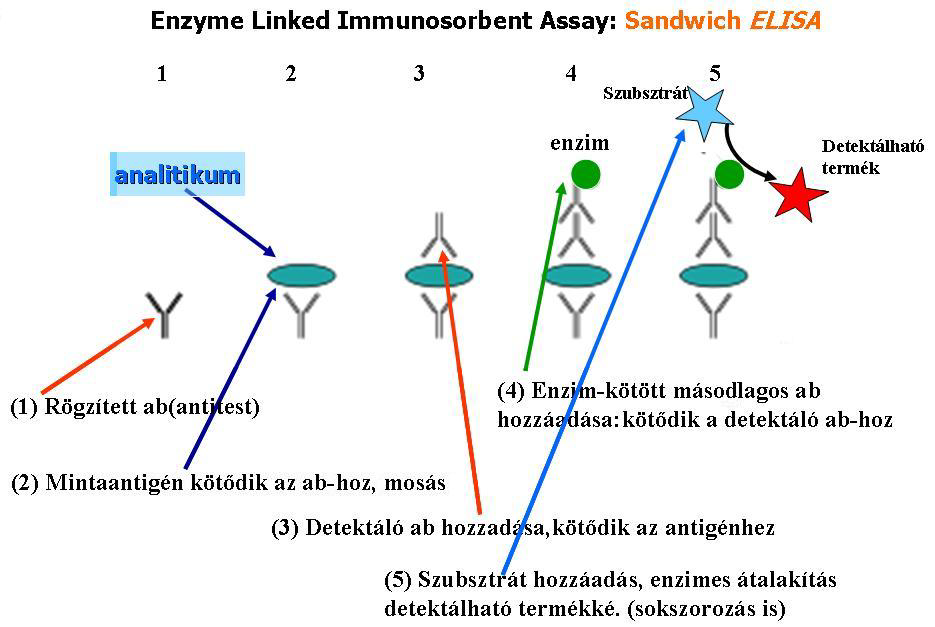 Enzyme Linked Immunosorbent Assay: Sandwich ELISA
1 2 3 4 5
Szubsztrát
enzim
Detektálható
termék
analitikum
(1) Rögzített ab(antitest)
(4) Enzim-kötött másodlagos ab
hozzáadása: kötődik a detektáló ab-hoz
(2) Mintaantigén kötődik az ab-hoz, mosás
(3) Detektáló ab hozzadása, kötődik az antigénhez
(5) Szubsztrát hozzáadás, enzimes átalakítás
detektálható termékké. (sokszorozás is)